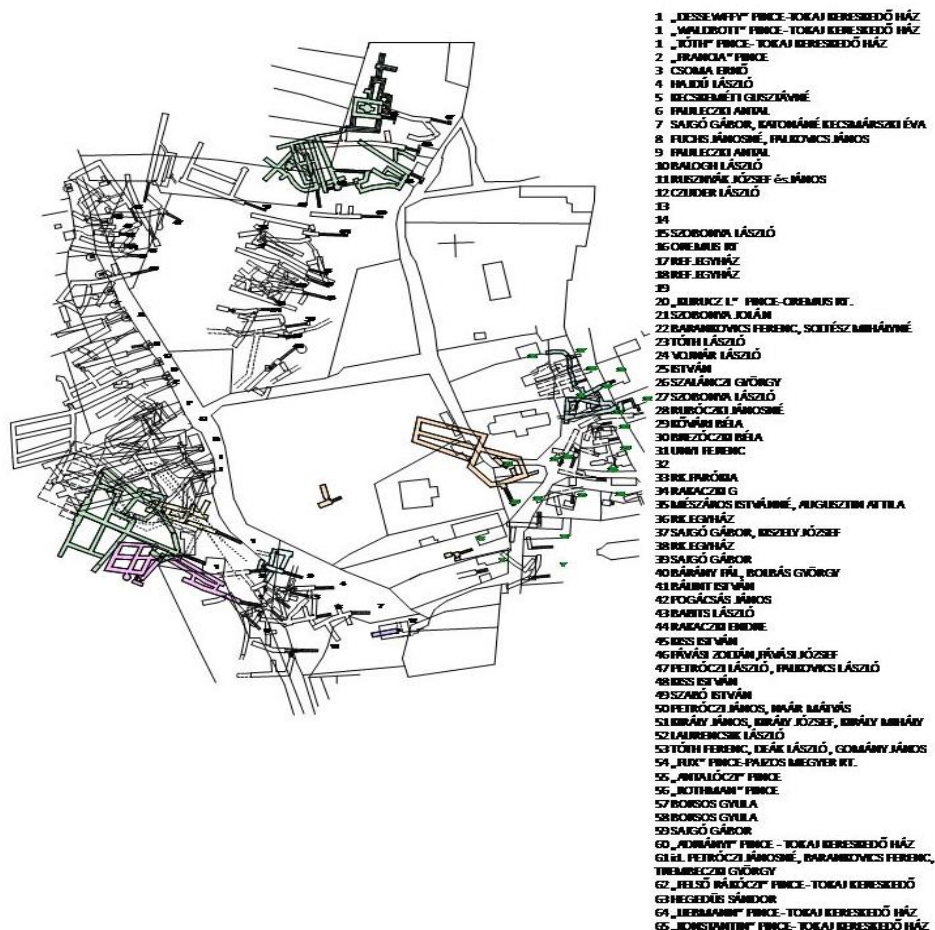 1 „DESSEWFFY" PINCE-TOKAJ KERESKEDŐ HÁZ
1 „WALDBOTT" PINCE-TOKAJ KERESKEDŐ HÁZ
1 „TÓTH" PINCE-TOKAJ KERESKEDŐ HÁZ
2 „FRANCIA" PINCE
3 CSOMA ERNŐ
4 HAJDÚ LÁSZLÓ
5 KECSKEMÉTI GUSZTÁVNÉ
6 PAULECZKI ANTAL
7 SAJGÓ GÁBOR, KATONÁNÉ KECSMÁRSZKI ÉVA
8 FUCHS JÁNOSNÉ, PALKOVICS JÁNOS
9 PAULECZKI ANTAL
10 BALOGH LÁSZLÓ
11 RUSZNYÁK JÓZSEF és JÁNOS
12 CZUDER LÁSZLÓ
13
14
15 SZOBONYA LÁSZLÓ
16 OREMUS RT
17 REF. EGYHÁZ
18 REF. EGYHÁZ
19
20 „KURUCZ I." PINCE-OREMUS RT.
21 SZOBONYA JOLÁN
22 BARANKOVICS FERENC, SOLTÉSZ MIHÁLYNÉ
23 TÓTH LÁSZLÓ
24 VOJNÁR LÁSZLÓ
25 ISTVÁN
26 SZALÁNCZI GYÖRGY
27 SZOBONYA LÁSZLÓ
28 RUBÓCZKI JÁNOSNÉ
29 KŐVÁRI BÉLA
30 BREZÓCZKI BÉLA
31 UNYI FERENC
32
33 RK.PARÓKIA
34 RAKACZKI G
35 MÉSZÁROS ISTVÁNNÉ, AUGUSZTIN ATTILA
36 RK.EGYHÁZ
37 SAJGÓ GÁBOR, KISZELY JÓZSEF
38 RK.EGYHÁZ
39 SAJGÓ GÁBOR
40 BÁRÁNY PÁL, BOLBÁS GYÖRGY
41 BÁLINT ISTVÁN
42 POGÁCSÁS JÁNOS
43 BABITS LÁSZLÓ
44 RAKACZKI ENDRE
45 KISS ISTVÁN
46 PÁVÁSI ZOLTÁN, PÁVÁSI JÓZSEF
47 PETRÓCZI LÁSZLÓ, PALKOVICS LÁSZLÓ
48 KISS ISTVÁN
49 SZABÓ ISTVÁN
50 PETRÓCZI JÁNOS, NAÁR MÁTYÁS
51 KIRÁLY JÁNOS, KIRÁLY JÓZSEF, KIRÁLY MIHÁLY
52 LAURENCSIK LÁSZLÓ
53 TÓTH FERENC, DEÁK LÁSZLÓ, GOMÁNY JÁNOS
54 „FUX" PINCE-PAJZOS MEGYER RT.
55 „ANTALÓCZI" PINCE
56 „ROTHMAN" PINCE
57 BORSOS GYULA
58 BORSOS GYULA
59 SAJGÓ GÁBOR
60 „ADRIÁNYI" PINCE - TOKAJ KERESKEDŐ HÁZ
61 id. PETRÓCZI JÁNOSNÉ, BARANKOVICS FERENC,
TREMBECZKI GYÖRGY
62 „FELSŐ RÁKÓCZI" PINCE-TOKAJ KERESKEDŐ
63 HEGEDŰS SÁNDOR
64 „LIEBMANN" PINCE-TOKAJ KERESKEDŐ HÁZ
65 „KONSTANTIN" PINCE-TOKAJ KERESKEDŐ HÁZ